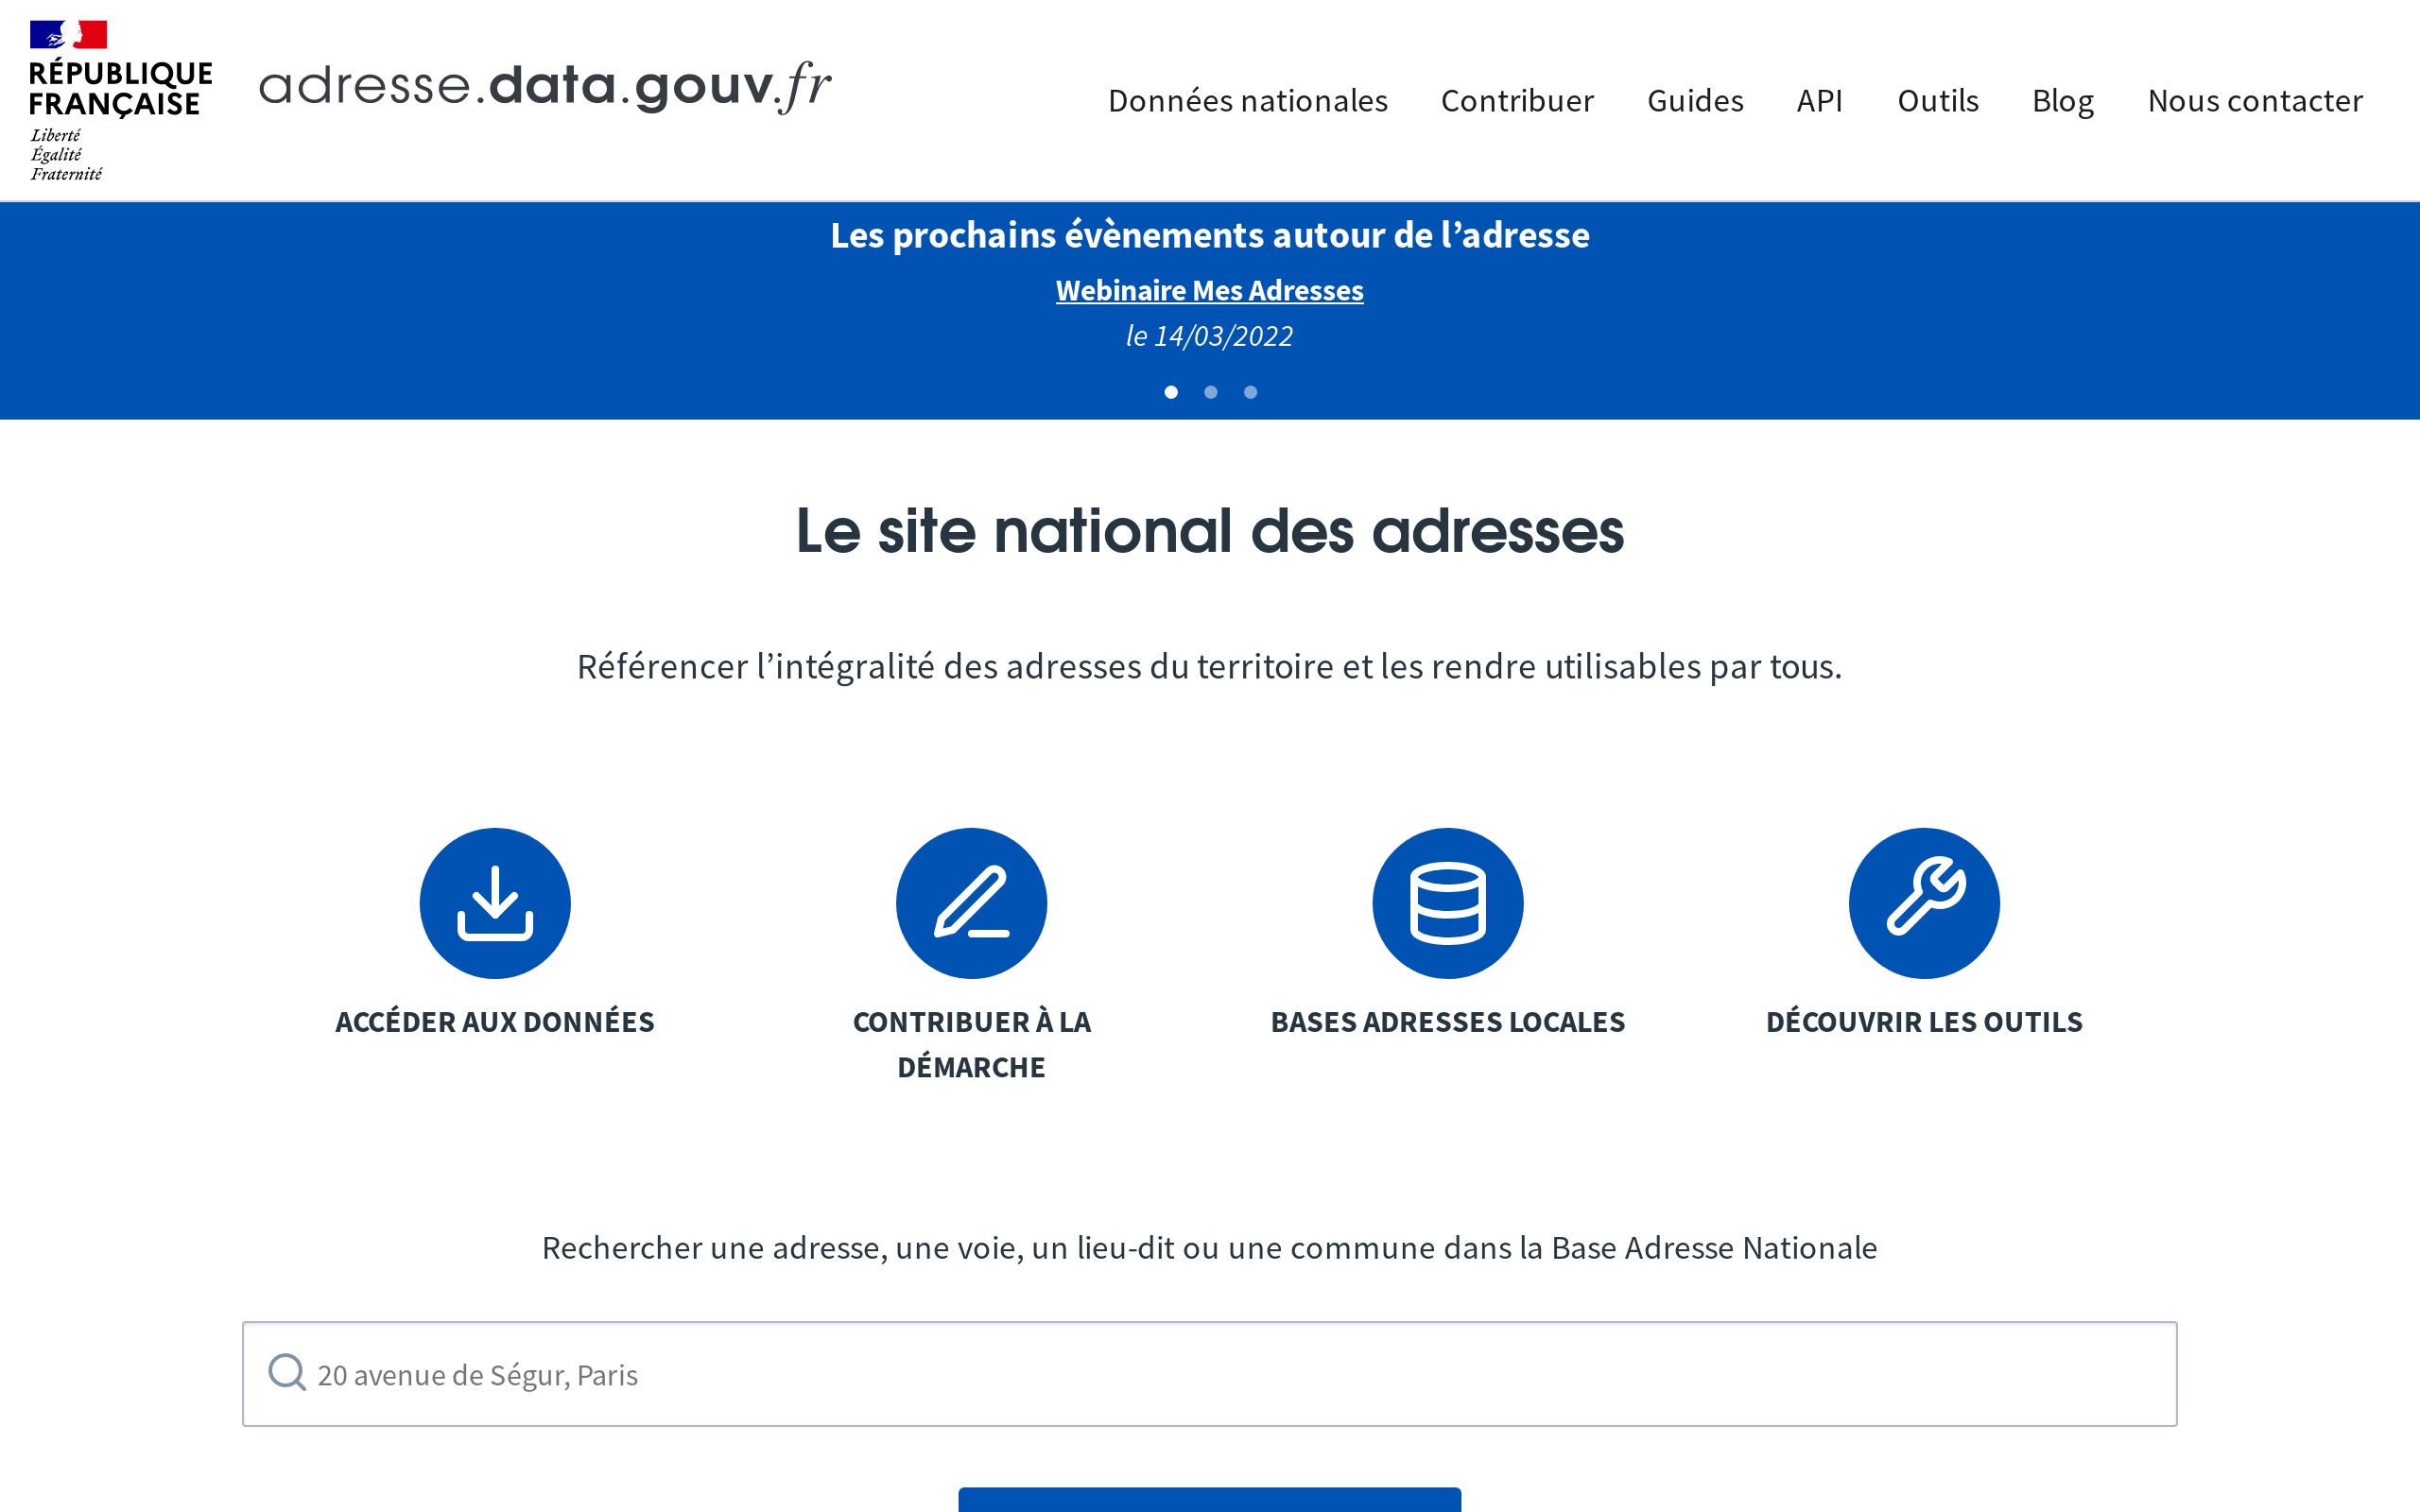 RÉPUBLIQUE
FRANÇAISE
Liberté
Égalité
Fraternité
adresse.data.gouv.fr
Données nationales
Contribuer
Guides
API
Outils
Blog
Nous contacter
Les prochains évènements autour de l’adresse
Webinaire Mes Adresses
le 14/03/2022
Le site national des adresses
Référencer l’intégralité des adresses du territoire et les rendre utilisables par tous.
ACCÉDER AUX DONNÉES
CONTRIBUER À LA
DÉMARCHE
BASES ADRESSES LOCALES
DÉCOUVRIR LES OUTILS
Rechercher une adresse, une voie, un lieu-dit ou une commune dans la Base Adresse Nationale
20 avenue de Ségur, Paris